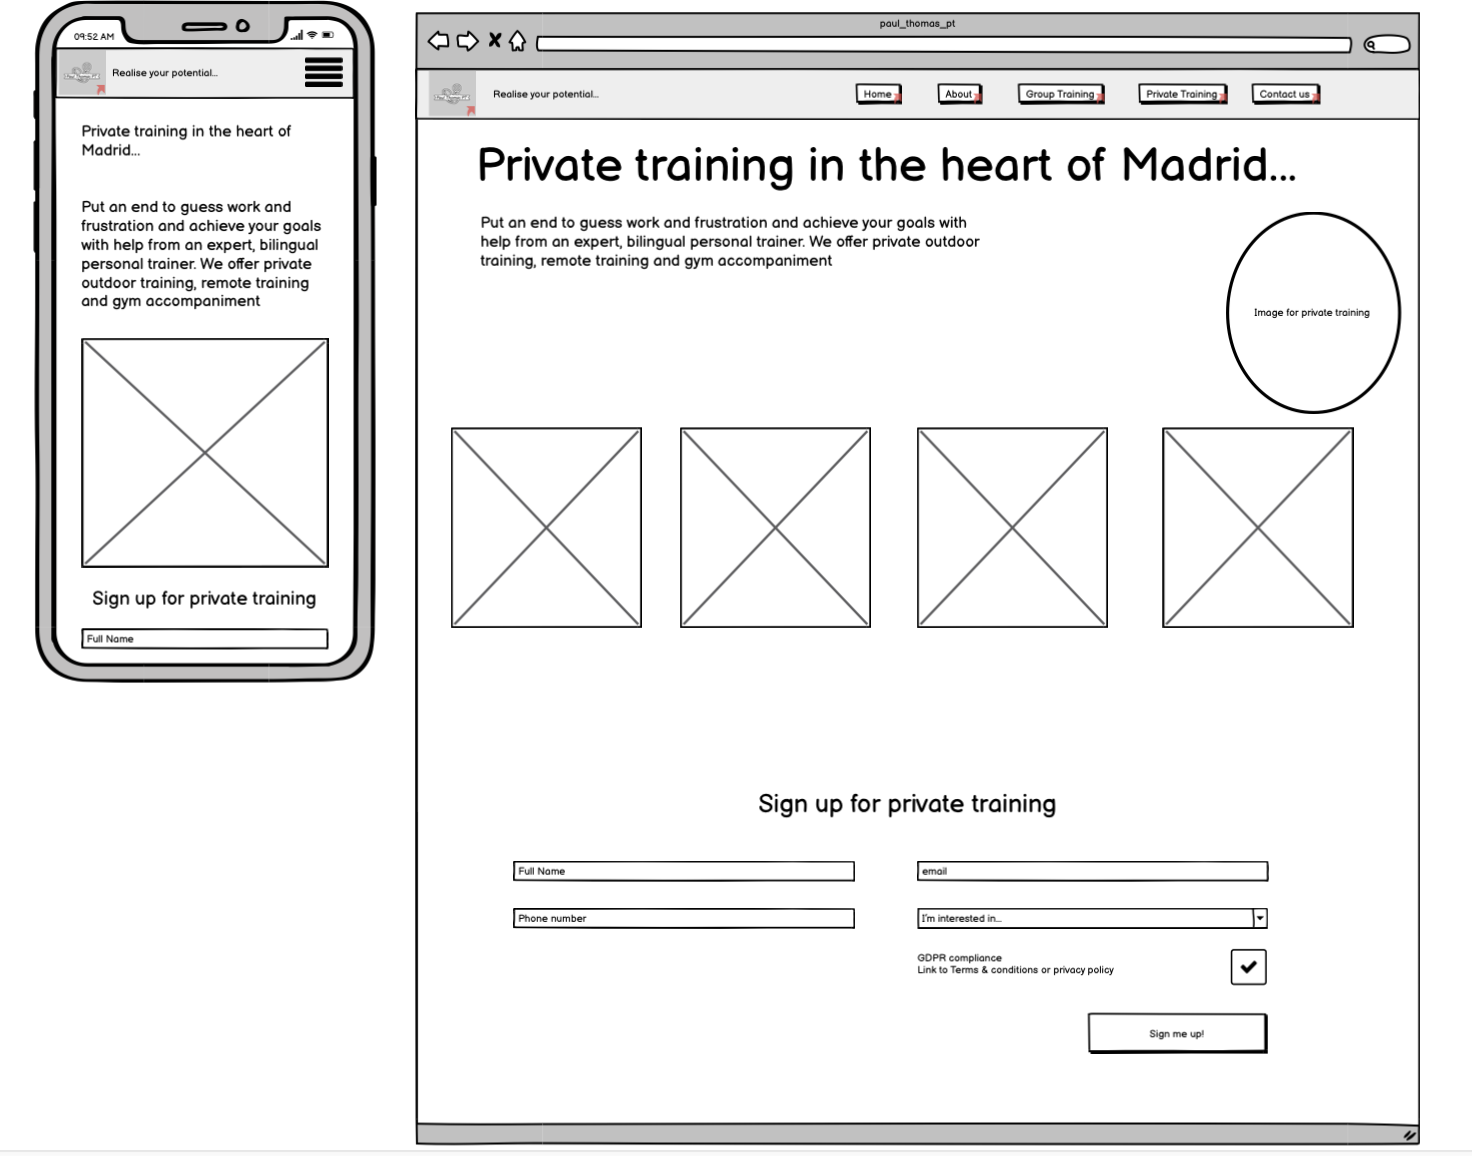 09:52 AM
Realise your potential...
Private training in the heart of
Madrid...
Put an end to guess work and
frustration and achieve your goals
with help from an expert, bilingual
personal trainer. We offer private
outdoor training, remote training
and gym accompaniment
Sign up for private training
Full Name
paul_thomas_pt
Realise your potential...
Home
About
Group Training
Private Training
Contact us
Private training in the heart of Madrid...
Put an end to guess work and frustration and achieve your goals with
help from an expert, bilingual personal trainer. We offer private outdoor
training, remote training and gym accompaniment
Image for private training
Sign up for private training
Full Name
email
Phone number
I'm interested in...
GDPR compliance
Link to Terms & conditions or privacy policy
Sign me up!